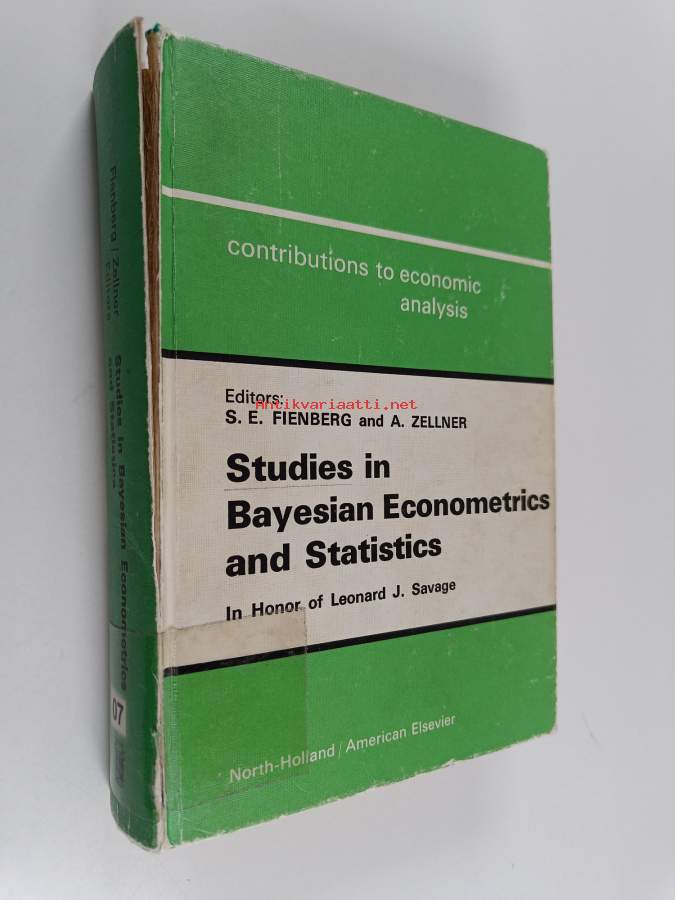 contributions to economic
analysis
Editors:
antikvariaatti.net
S. E. FIENBERG and A. ZELLNER
Studies in
Bayesian Econometrics
and Statistics
In Honor of Leonard J. Savage
North-Holland / American Elsevier
Fienberg / Zellner
Editors
Studies in Bayesian Econometrics
and Statistics
07